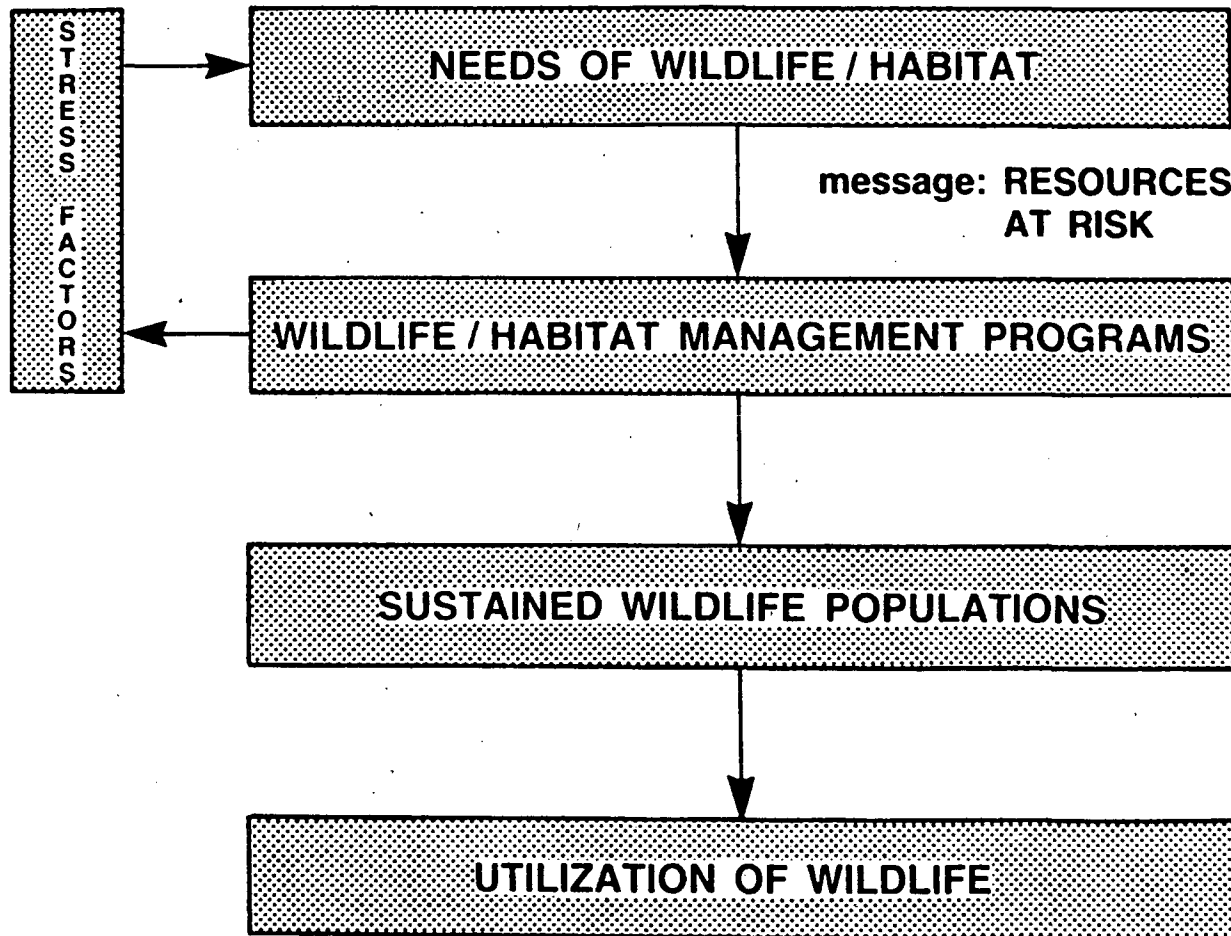 STRESS FACTORS
NEEDS OF WILDLIFE / HABITAT
message: RESOURCES
AT RISK
WILDLIFE / HABITAT MANAGEMENT PROGRAMS
SUSTAINED WILDLIFE POPULATIONS
UTILIZATION OF WILDLIFE